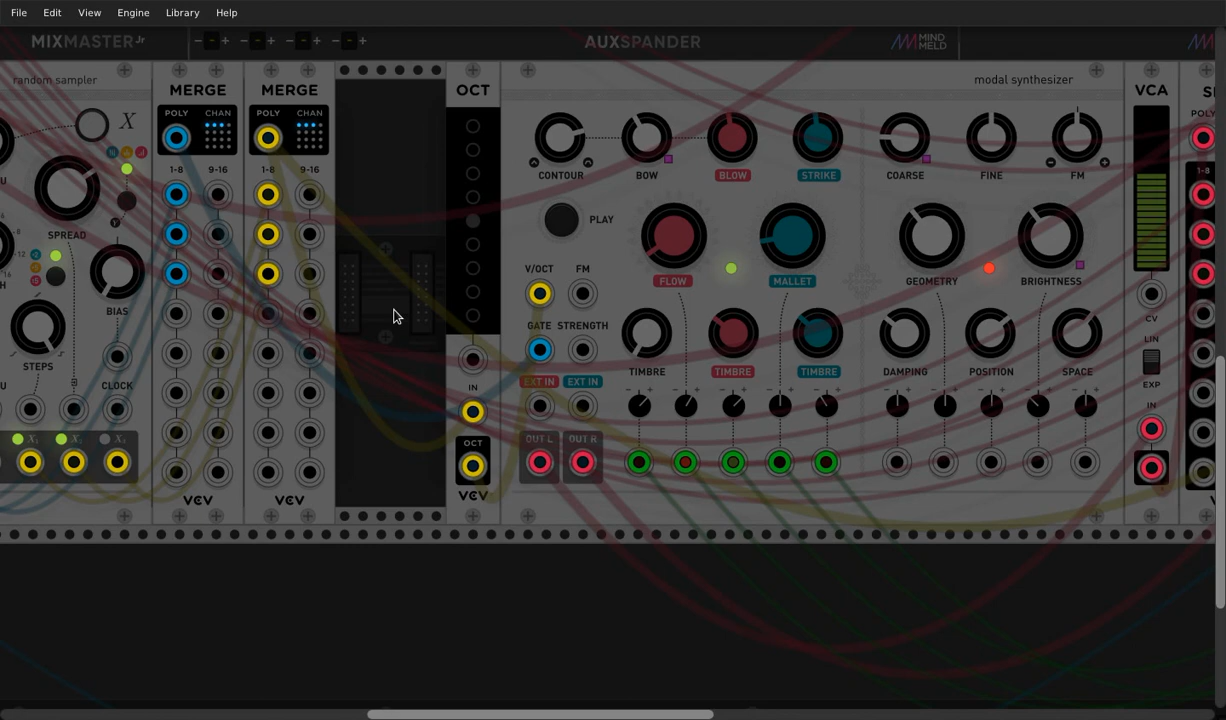 File Edit View Engine Library Help
MIXMASTER Jr
AUXSPANDER
MIND MELD
random sampler
MERGE
MERGE
OCT
modal synthesizer
VCA
X
POLY CHAN
POLY CHAN
POLY
CONTOUR BOW BLOW STRIKE COARSE FINE FM
1-8 9-16
1-8 9-16
1-8
SPREAD
Y
PLAY
V/OCT FM
FLOW MALLET GEOMETRY BRIGHTNESS
BIAS
GATE STRENGTH
CV
LIN
EXP
STEPS
TIMBRE TIMBRE TIMBRE DAMPING POSITION SPACE
CLOCK
IN
EXT IN EXT IN
IN
X₂
OUT L OUT R
OCT
VCV
VCV
VCV